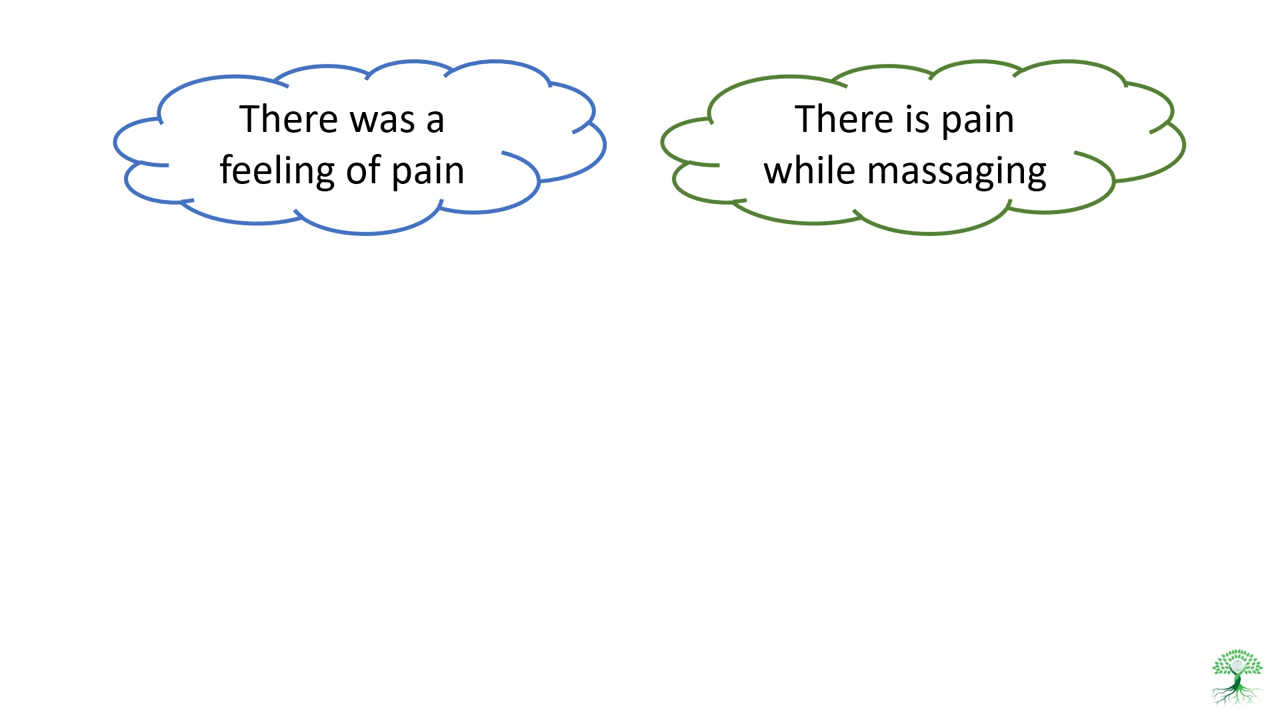 There was a
feeling of pain
There is pain
while massaging